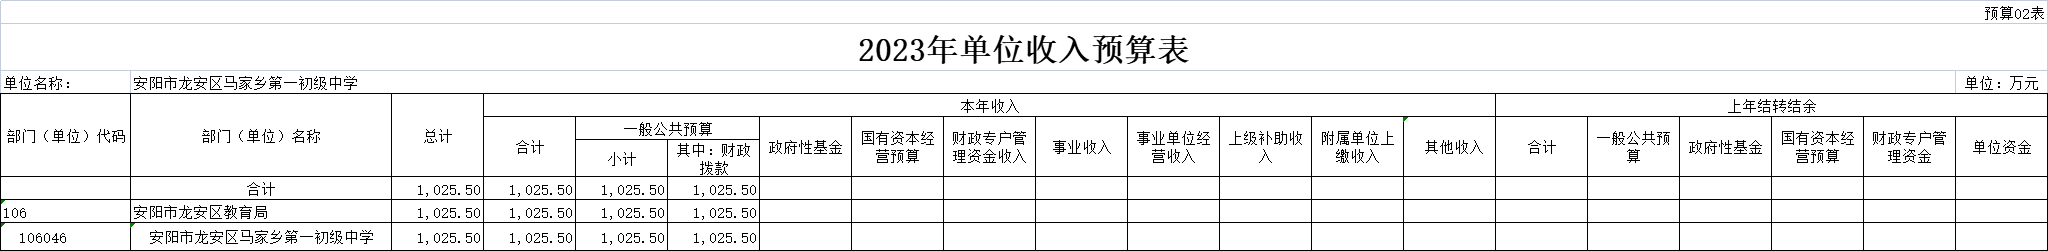 预算02表
2023年单位收入预算表
单位名称： 安阳市龙安区马家乡第一初级中学 单位：万元
部门（单位）代码 部门（单位）名称 总计 本年收入 上年结转结余
合计 一般公共预算 政府性基金 国有资本经营预算 财政专户管理资金收入 事业收入 事业单位经营收入 上级补助收入 附属单位上缴收入 其他收入 合计 一般公共预算 政府性基金 国有资本经营预算 财政专户管理资金 单位资金
小计 其中：财政拨款
合计 1,025.50 1,025.50 1,025.50 1,025.50
106 安阳市龙安区教育局 1,025.50 1,025.50 1,025.50 1,025.50
106046 安阳市龙安区马家乡第一初级中学 1,025.50 1,025.50 1,025.50 1,025.50